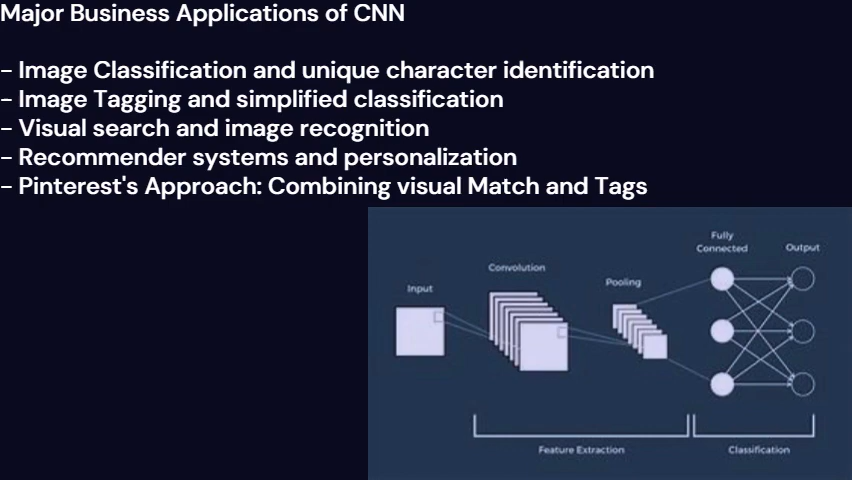 Major Business Applications of CNN
- Image Classification and unique character identification
- Image Tagging and simplified classification
- Visual search and image recognition
- Recommender systems and personalization
- Pinterest's Approach: Combining visual Match and Tags
Input
Convolution
Pooling
Fully
Connected
Output
Feature Extraction
Classification